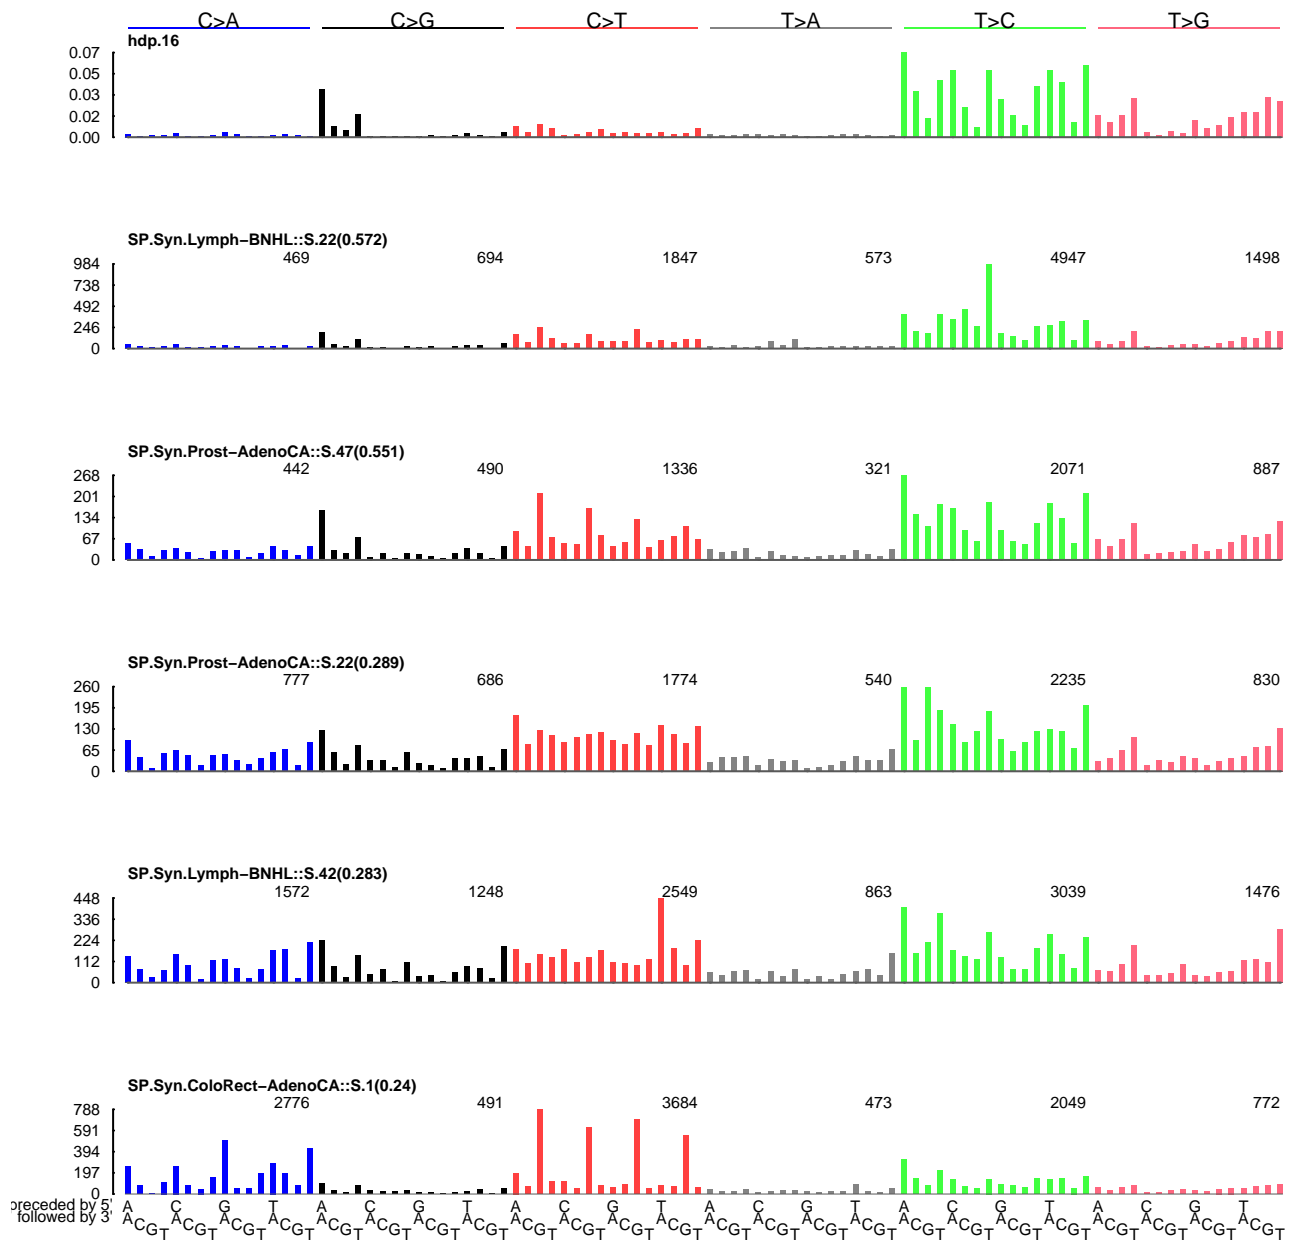 C>A C>G C>T T>A T>C T>G
hdp.16
0.07
0.05
0.03
0.02
0.00
SP.Syn.Lymph−BNHL::S.22(0.572)
469 694 1847 573 4947 1498
984
738
492
246
0
SP.Syn.Prost−AdenoCA::S.47(0.551)
442 490 1336 321 2071 887
268
201
134
67
0
SP.Syn.Prost−AdenoCA::S.22(0.289)
777 686 1774 540 2235 830
260
195
130
65
0
SP.Syn.Lymph−BNHL::S.42(0.283)
1572 1248 2549 863 3039 1476
448
336
224
112
0
SP.Syn.ColoRect−AdenoCA::S.1(0.24)
2776 491 3684 473 2049 772
788
591
394
197
0
preceded by 5' A C G T A C G T A C G T A C G T A C G T A C G T
followed by 3' A C G T A C G T A C G T A C G T A C G T A C G T A C G T A C G T A C G T A C G T A C G T A C G T A C G T A C G T A C G T A C G T A C G T A C G T A C G T A C G T A C G T A C G T A C G T A C G T